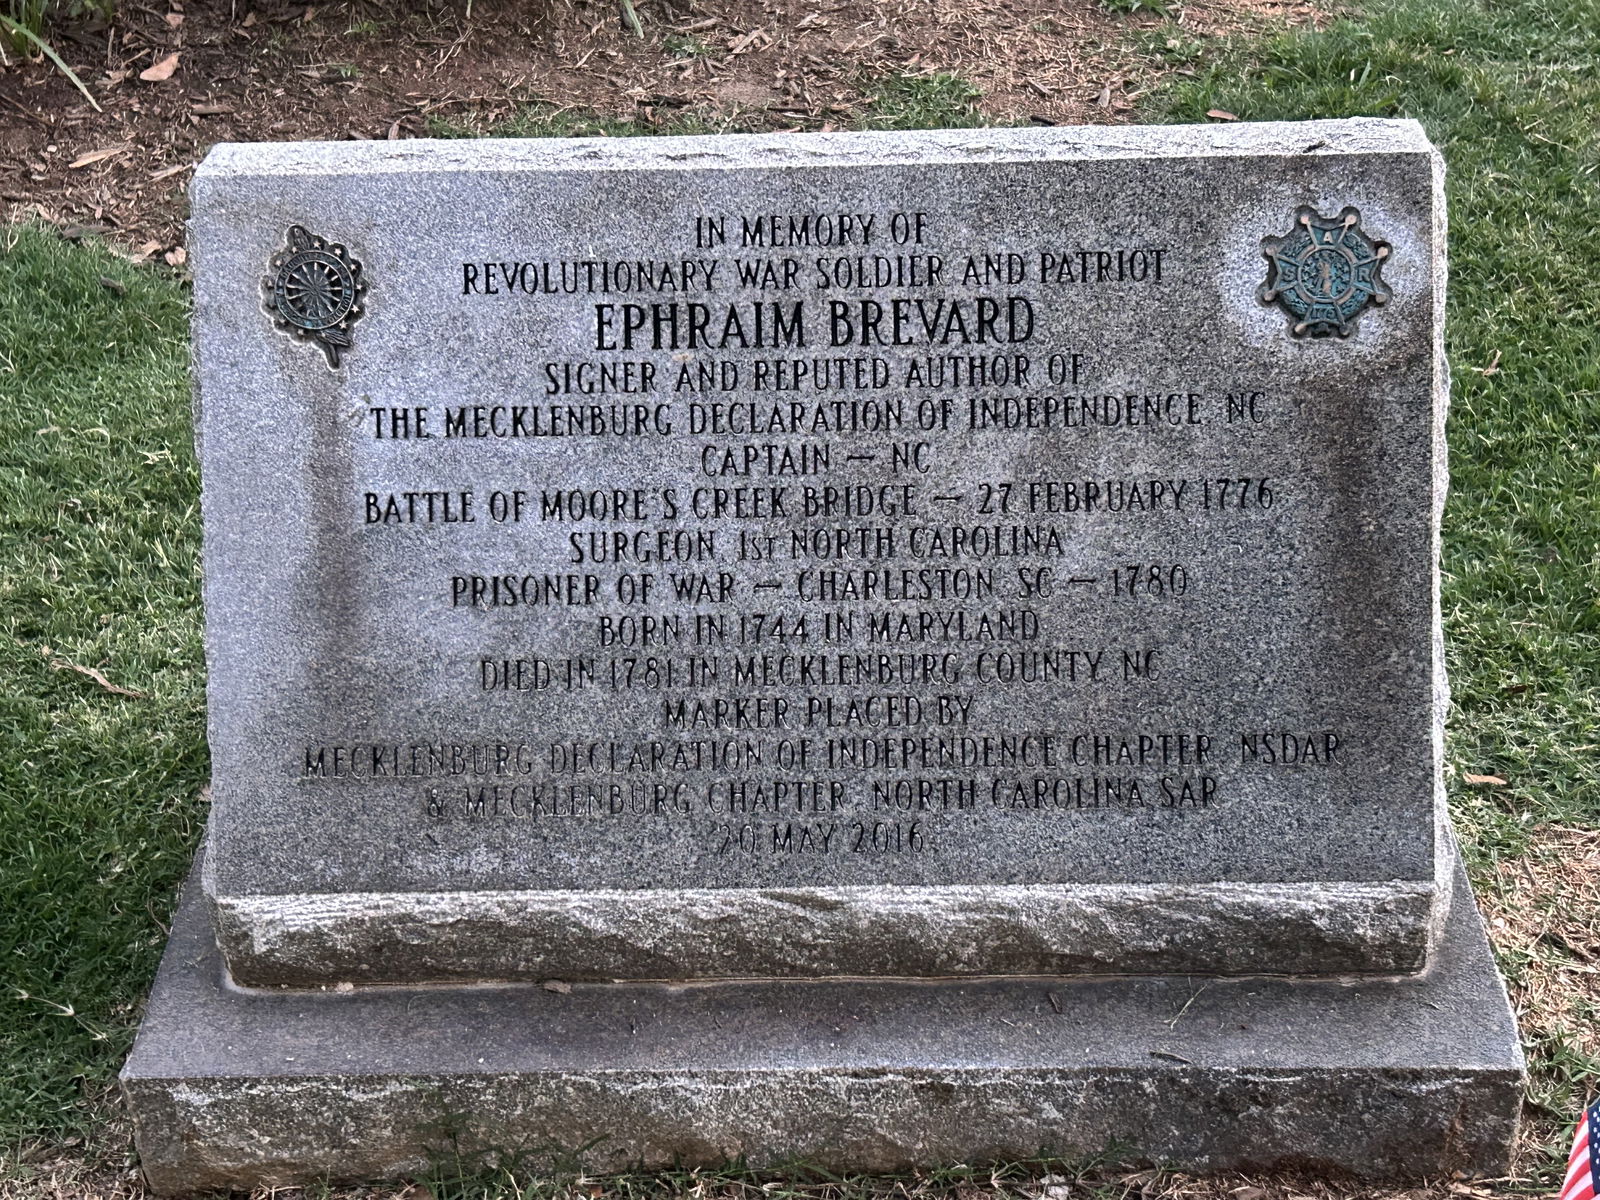 IN MEMORY OF
REVOLUTIONARY WAR SOLDIER AND PATRIOT
EPHRAIM BREVARD
SIGNER AND REPUTED AUTHOR OF
THE MECKLENBURG DECLARATION OF INDEPENDENCE, NC
CAPTAIN – NC
BATTLE OF MOORE'S CREEK BRIDGE – 27 FEBRUARY 1776
SURGEON, 1ST NORTH CAROLINA
PRISONER OF WAR – CHARLESTON, SC – 1780
BORN IN 1744 IN MARYLAND
DIED IN 1781 IN MECKLENBURG COUNTY, NC
MARKER PLACED BY
MECKLENBURG DECLARATION OF INDEPENDENCE CHAPTER, NSDAR
& MECKLENBURG CHAPTER, NORTH CAROLINA SAR
20 MAY 2016
S A R